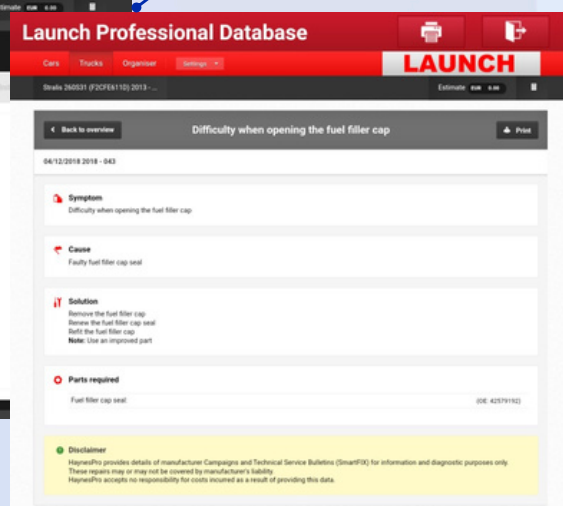 Estimate EUR 0.00
Launch Professional Database
Cars Trucks Organiser Settings
LAUNCH
Stralis 260S31 (F2CFE611D) 2013 -...
Estimate EUR 0.00
Back to overview
Difficulty when opening the fuel filler cap
Print
04/12/2018 2018 - 043
Symptom
Difficulty when opening the fuel filler cap
Cause
Faulty fuel filler cap seal
Solution
Remove the fuel filler cap
Renew the fuel filler cap seal
Refit the fuel filler cap
Note: Use an improved part
Parts required
Fuel filler cap seal: (OE: 42579192)
Disclaimer
HaynesPro provides details of manufacturer Campaigns and Technical Service Bulletins (SmartFIX) for information and diagnostic purposes only
These repairs may or may not be covered by manufacturer's liability.
HaynesPro accepts no responsibility for costs incurred as a result of providing this data.